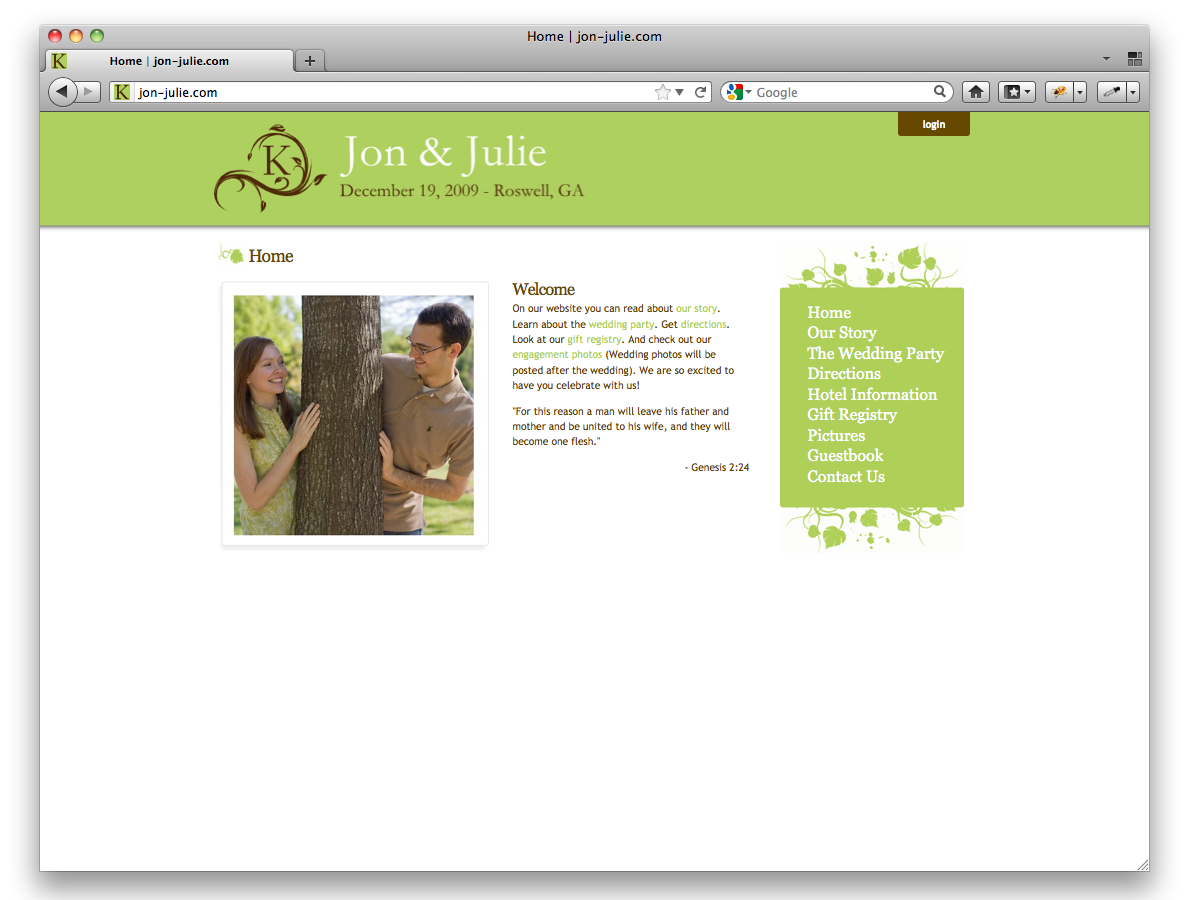 Home | jon-julie.com
K Home | jon-julie.com +
K jon-julie.com Google
login
K
Jon & Julie
December 19, 2009 - Roswell, GA
Home
Welcome
On our website you can read about our story.
Learn about the wedding party. Get directions.
Look at our gift registry. And check out our
engagement photos (Wedding photos will be
posted after the wedding). We are so excited to
have you celebrate with us!
"For this reason a man will leave his father and
mother and be united to his wife, and they will
become one flesh."
- Genesis 2:24
Home
Our Story
The Wedding Party
Directions
Hotel Information
Gift Registry
Pictures
Guestbook
Contact Us